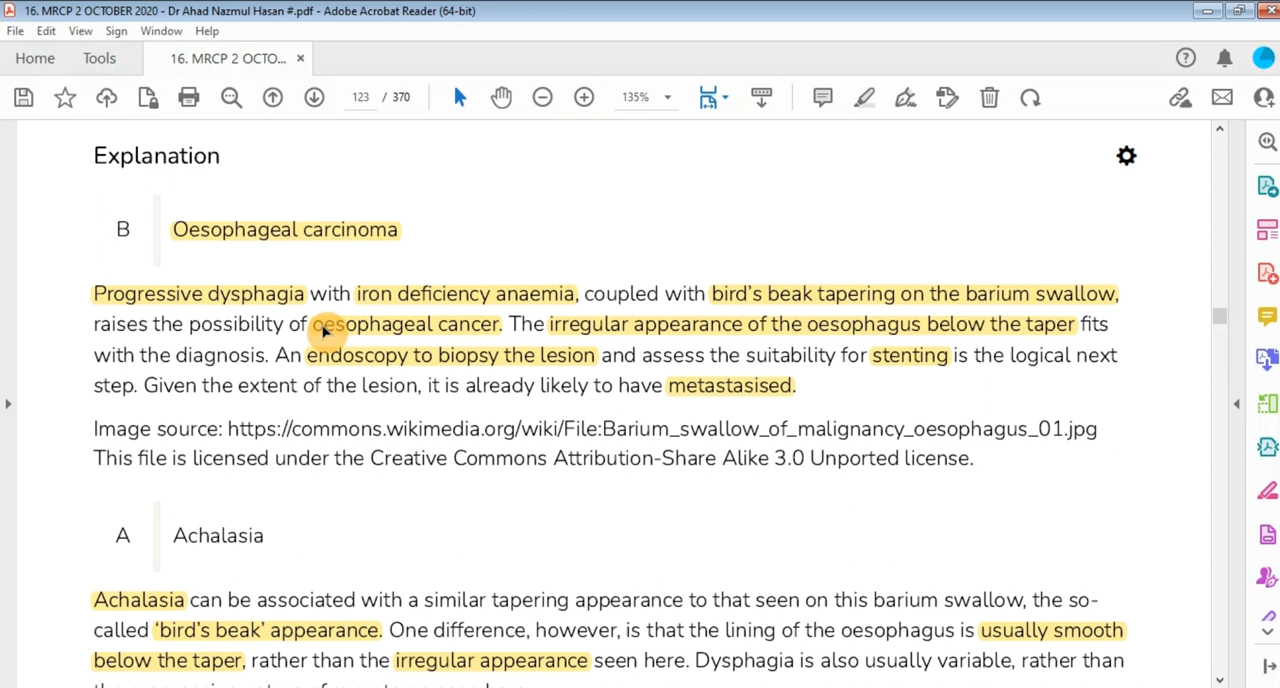 16. MRCP 2 OCTOBER 2020 - Dr Ahad Nazmul Hasan #.pdf - Adobe Acrobat Reader (64-bit)
File Edit View Sign Window Help
Home Tools 16. MRCP 2 OCTO... ×
123 / 370 135%
Explanation
B Oesophageal carcinoma
Progressive dysphagia with iron deficiency anaemia, coupled with bird's beak tapering on the barium swallow,
raises the possibility of oesophageal cancer. The irregular appearance of the oesophagus below the taper fits
with the diagnosis. An endoscopy to biopsy the lesion and assess the suitability for stenting is the logical next
step. Given the extent of the lesion, it is already likely to have metastasised.
Image source: https://commons.wikimedia.org/wiki/File:Barium_swallow_of_malignancy_oesophagus_01.jpg
This file is licensed under the Creative Commons Attribution-Share Alike 3.0 Unported license.
A Achalasia
Achalasia can be associated with a similar tapering appearance to that seen on this barium swallow, the so-
called 'bird's beak' appearance. One difference, however, is that the lining of the oesophagus is usually smooth
below the taper, rather than the irregular appearance seen here. Dysphagia is also usually variable, rather than